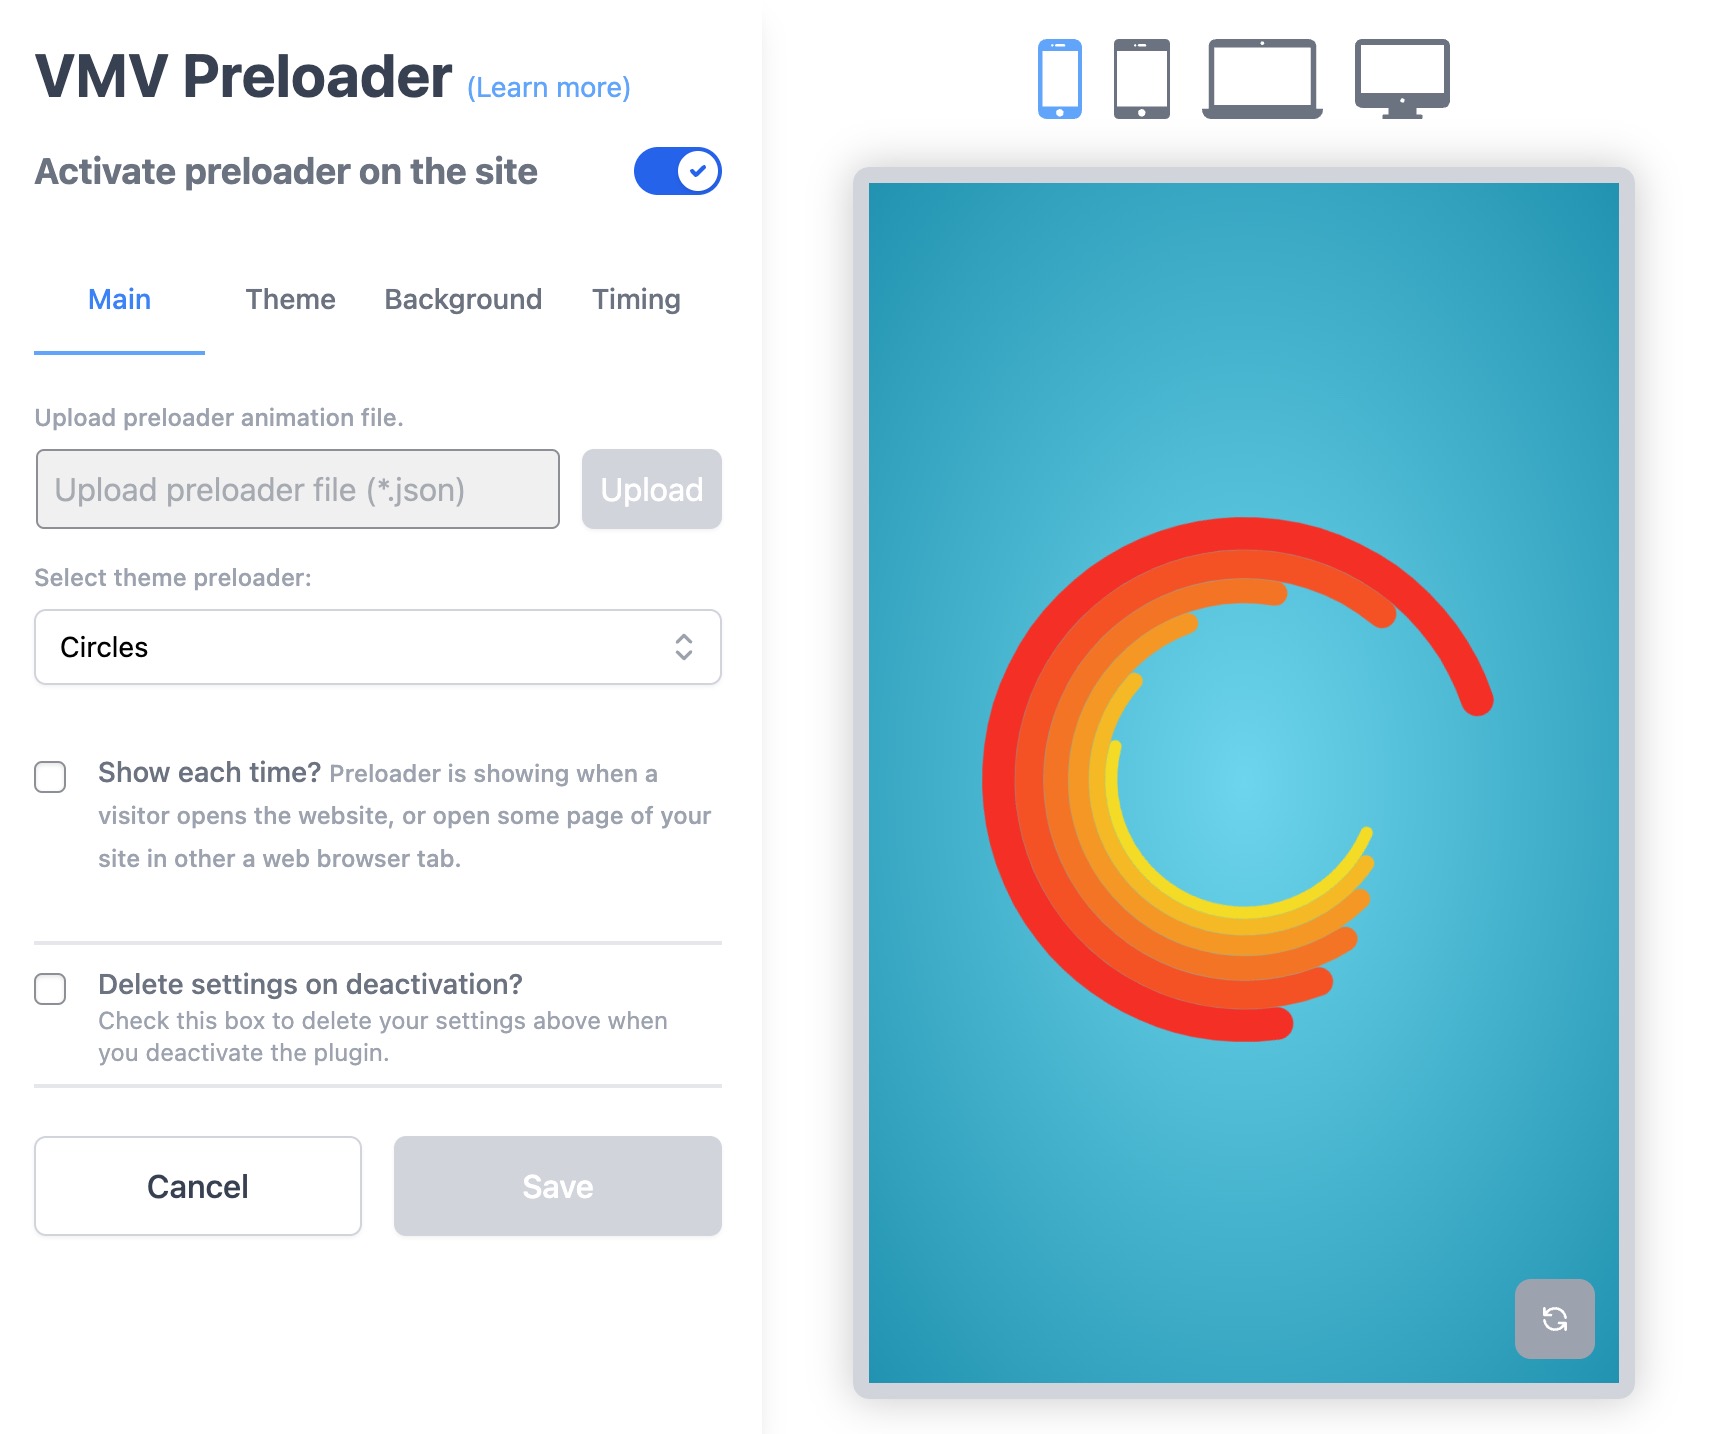 VMV Preloader (Learn more)
Activate preloader on the site
Main Theme Background Timing
Upload preloader animation file.
Upload preloader file (*.json) Upload
Select theme preloader:
Circles
Show each time? Preloader is showing when a
visitor opens the website, or open some page of your
site in other a web browser tab.
Delete settings on deactivation?
Check this box to delete your settings above when
you deactivate the plugin.
Cancel Save